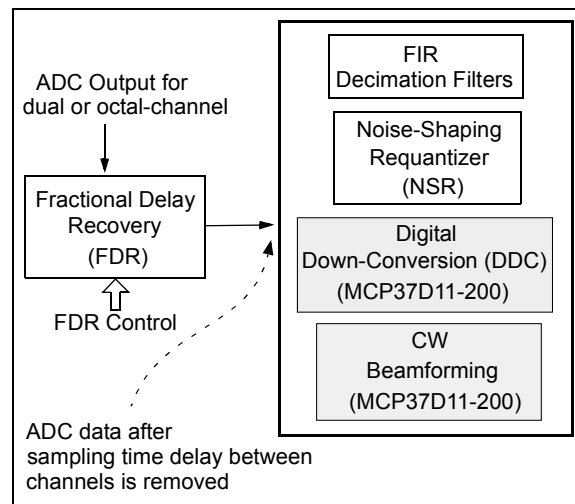 ADC Output for
dual or octal-channel
Fractional Delay
Recovery
(FDR)
FDR Control
ADC data after
sampling time delay between
channels is removed
FIR
Decimation Filters
Noise-Shaping
Requantizer
(NSR)
Digital
Down-Conversion (DDC)
(MCP37D11-200)
CW
Beamforming
(MCP37D11-200)